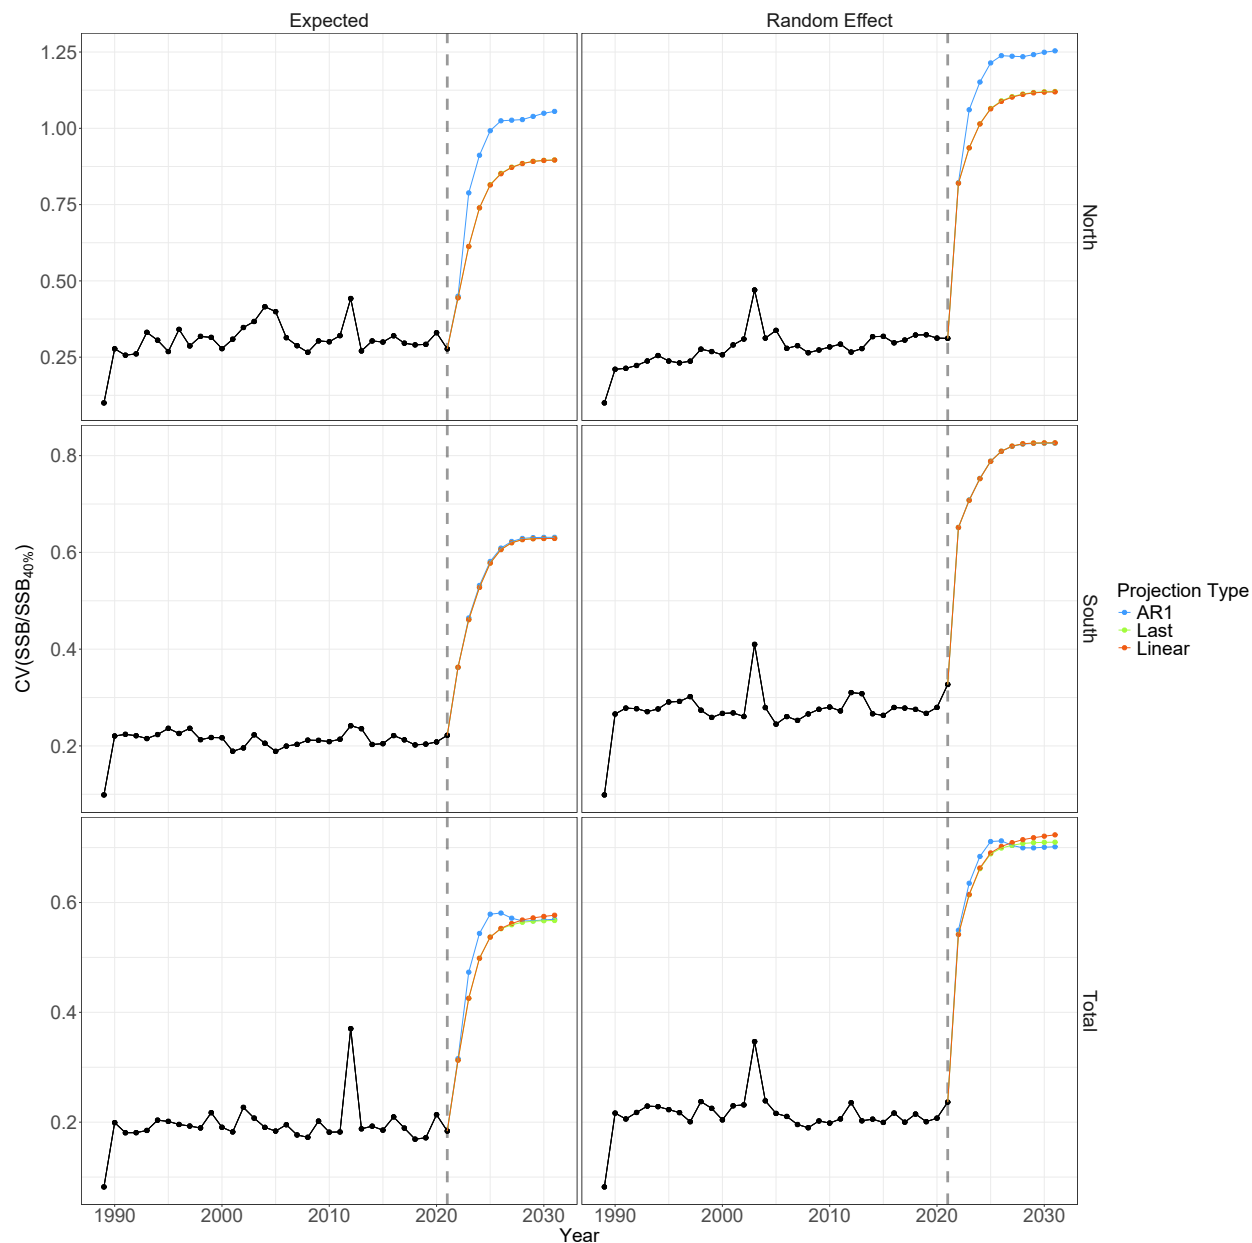 Expected Random Effect
1.25
1.00
0.75
0.50
0.25
North
0.8
0.6
0.4
0.2
South
0.6
0.4
0.2
Total
CV(SSB/SSB40%)
1990 2000 2010 2020 2030 1990 2000 2010 2020 2030
Year
Projection Type
AR1
Last
Linear